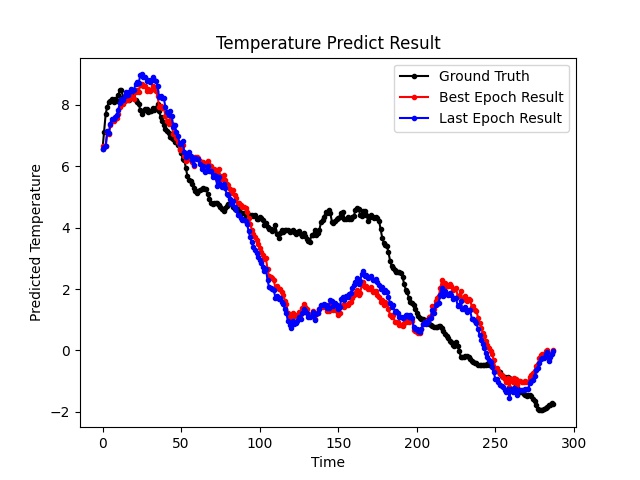 Temperature Predict Result
Ground Truth
Best Epoch Result
Last Epoch Result
Predicted Temperature
8
6
4
2
0
−2
0 50 100 150 200 250 300
Time